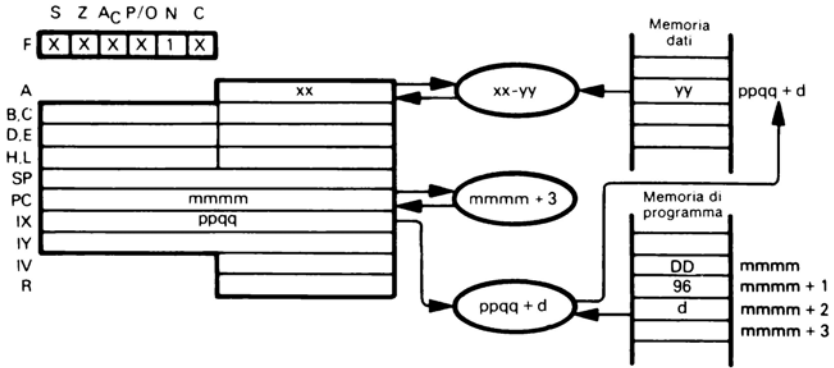 S Z AC P/O N C
F X X X X 1 X
Memoria dati
A xx
xx-yy
yy ppqq + d
B,C
D,E
H,L
SP
PC mmmm
mmmm + 3
Memoria di programma
IX ppqq
IY
IV
R
ppqq + d
DD mmmm
96 mmmm + 1
d mmmm + 2
mmmm + 3